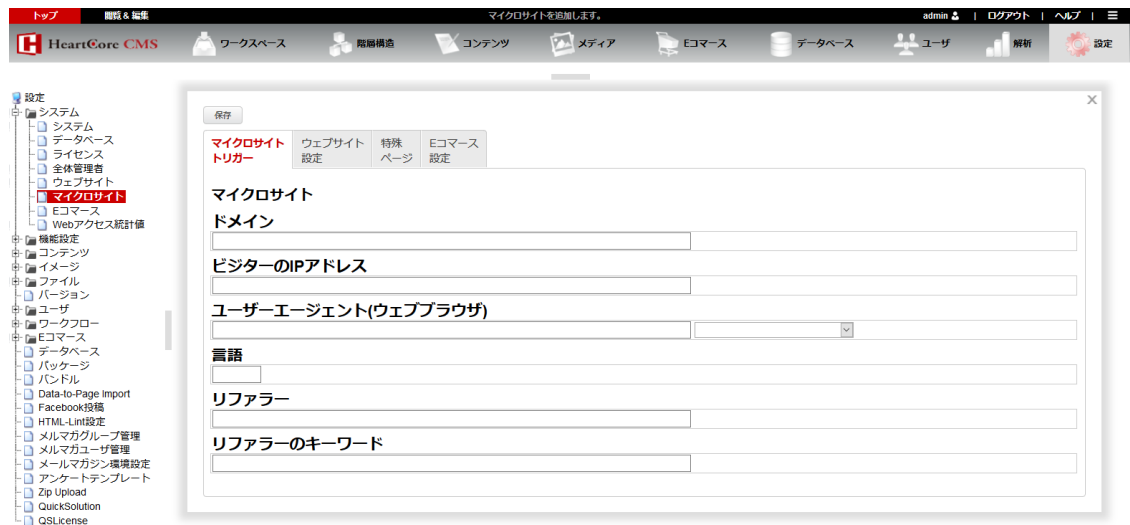 トップ 閲覧 & 編集 マイクロサイトを追加します。 admin | ログアウト | ヘルプ |
HeartCore CMS ワークスペース 階層構造 コンテンツ メディア Eコマース データベース ユーザ 解析 設定
設定
システム
システム
データベース
ライセンス
全体管理者
ウェブサイト
マイクロサイト
Eコマース
Webアクセス統計値
機能設定
コンテンツ
イメージ
ファイル
バージョン
ユーザ
ワークフロー
Eコマース
データベース
パッケージ
バンドル
Data-to-Page Import
Facebook投稿
HTML-Lint設定
メルマガグループ管理
メルマガユーザ管理
メールマガジン環境設定
アンケートテンプレート
Zip Upload
QuickSolution
QSLicense
保存
マイクロサイト ウェブサイト 特殊 Eコマース
トリガー 設定 ページ 設定
マイクロサイト
ドメイン
ビジターのIPアドレス
ユーザーエージェント(ウェブブラウザ)
言語
リファラー
リファラーのキーワード